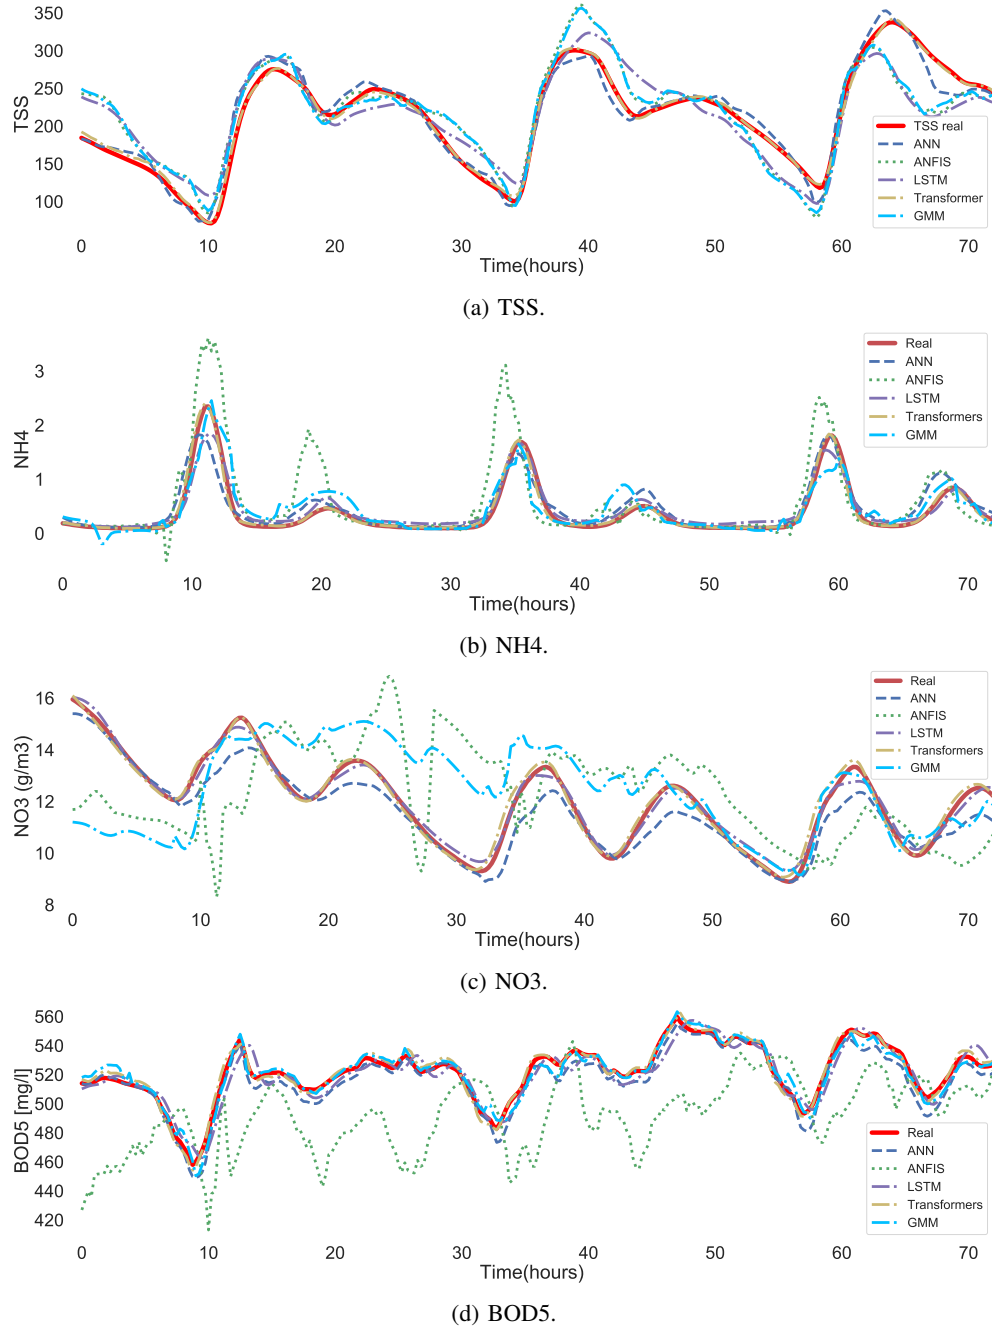 350
300
250
200
150
100
TSS
TSS real
ANN
ANFIS
LSTM
Transformer
GMM
0 10 20 30 40 50 60 70
Time(hours)
(a) TSS.
3
2
1
0
NH4
Real
ANN
ANFIS
LSTM
Transformers
GMM
0 10 20 30 40 50 60 70
Time(hours)
(b) NH4.
16
14
12
10
8
NO3 (g/m3)
Real
ANN
ANFIS
LSTM
Transformers
GMM
0 10 20 30 40 50 60 70
Time(hours)
(c) NO3.
560
540
520
500
480
460
440
420
BOD5 [mg/l]
Real
ANN
ANFIS
LSTM
Transformers
GMM
0 10 20 30 40 50 60 70
Time(hours)
(d) BOD5.